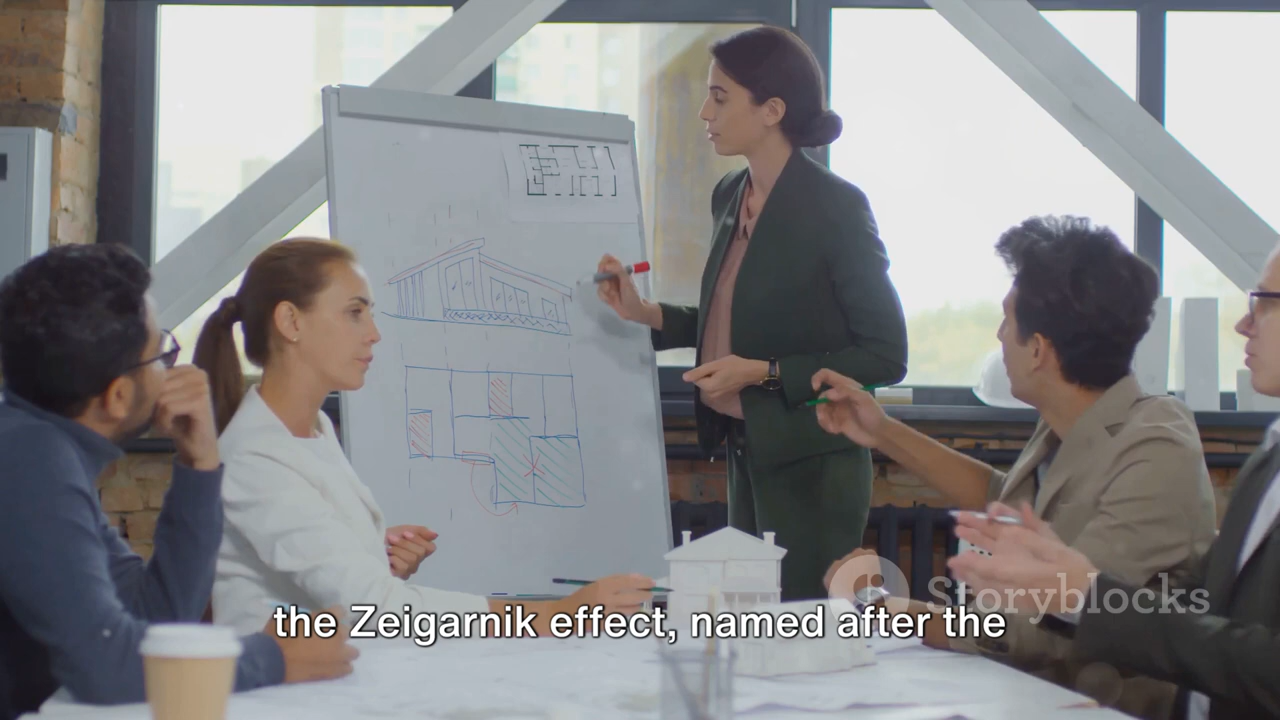 Storyblocks
the Zeigarnik effect, named after the